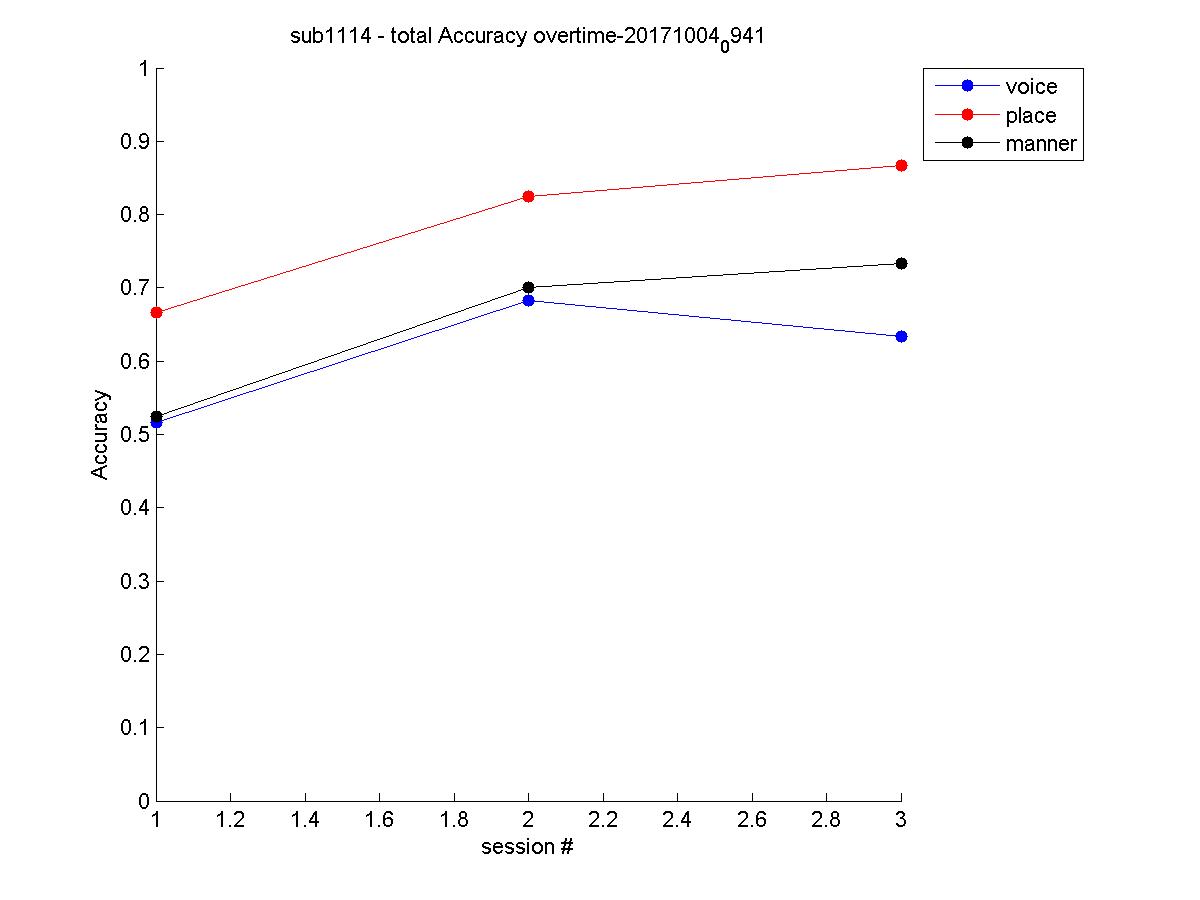 sub1114 - total Accuracy overtime-20171004₀941
voice
place
manner
1
0.9
0.8
0.7
0.6
0.5
0.4
0.3
0.2
0.1
0
Accuracy
1 1.2 1.4 1.6 1.8 2 2.2 2.4 2.6 2.8 3
session #